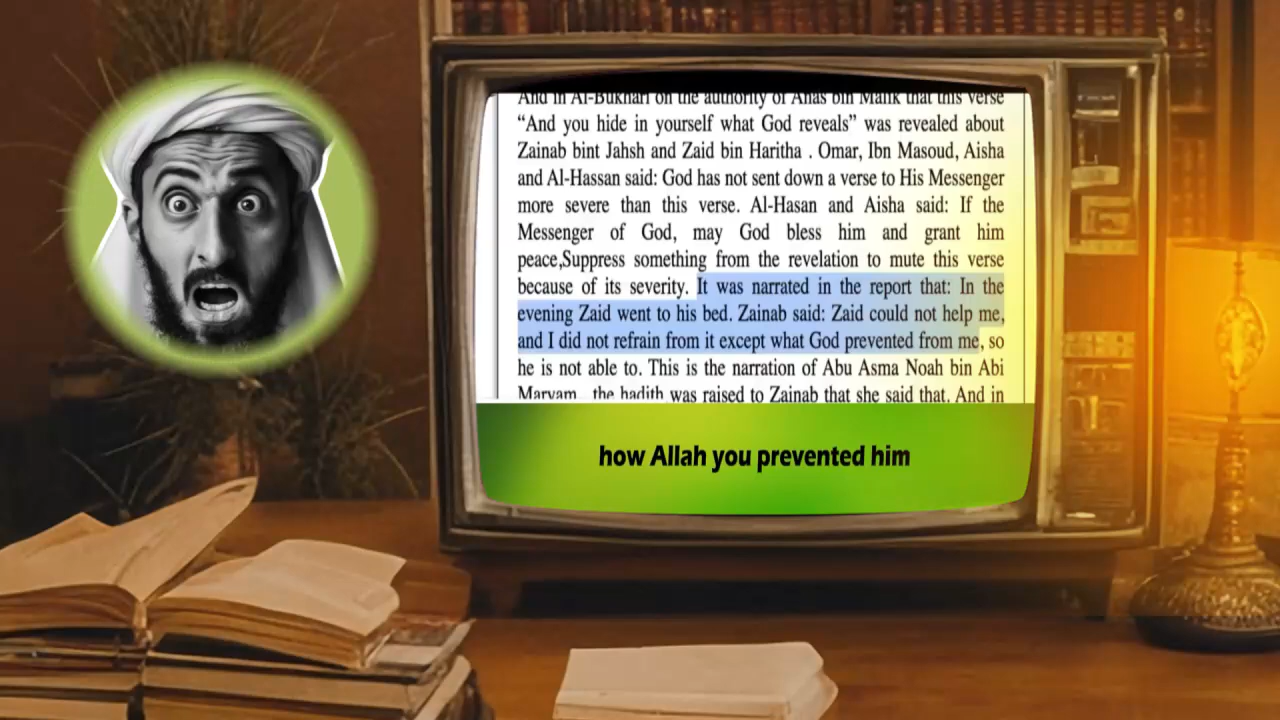 And in Al-Bukhari on the authority of Anas bin Malik that this verse
“And you hide in yourself what God reveals” was revealed about
Zainab bint Jahsh and Zaid bin Haritha . Omar, Ibn Masoud, Aisha
and Al-Hassan said: God has not sent down a verse to His Messenger
more severe than this verse. Al-Hasan and Aisha said: If the
Messenger of God, may God bless him and grant him
peace,Suppress something from the revelation to mute this verse
because of its severity. It was narrated in the report that: In the
evening Zaid went to his bed. Zainab said: Zaid could not help me,
and I did not refrain from it except what God prevented from me, so
he is not able to. This is the narration of Abu Asma Noah bin Abi
Maryam the hadith was raised to Zainab that she said that. And in
how Allah you prevented him